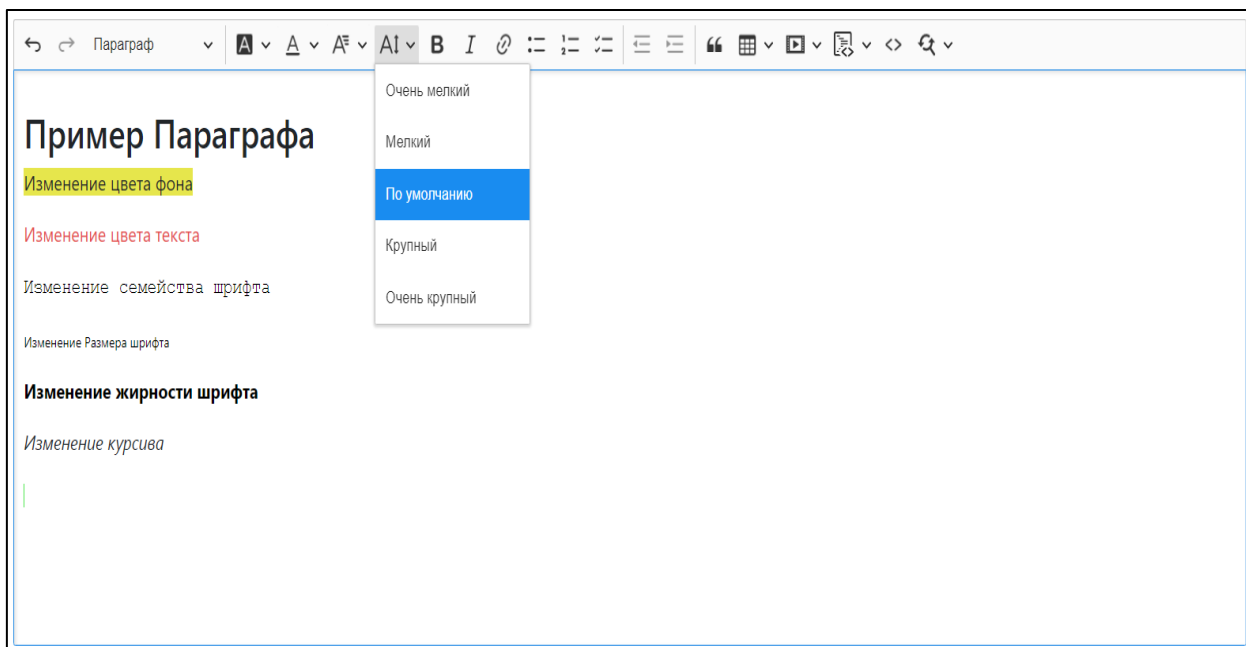 Параграф
Очень мелкий
Мелкий
По умолчанию
Крупный
Очень крупный
Пример Параграфа
Изменение цвета фона
Изменение цвета текста
Изменение семейства шрифта
Изменение Размера шрифта
Изменение жирности шрифта
Изменение курсива